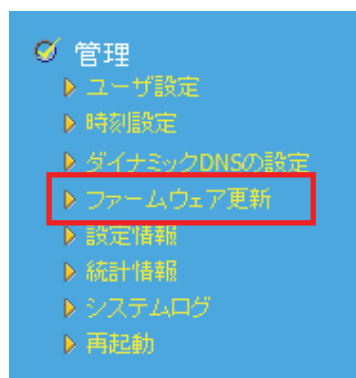 管理
ユーザ設定
時刻設定
ダイナミックDNSの設定
ファームウェア更新
設定情報
統計情報
システムログ
再起動